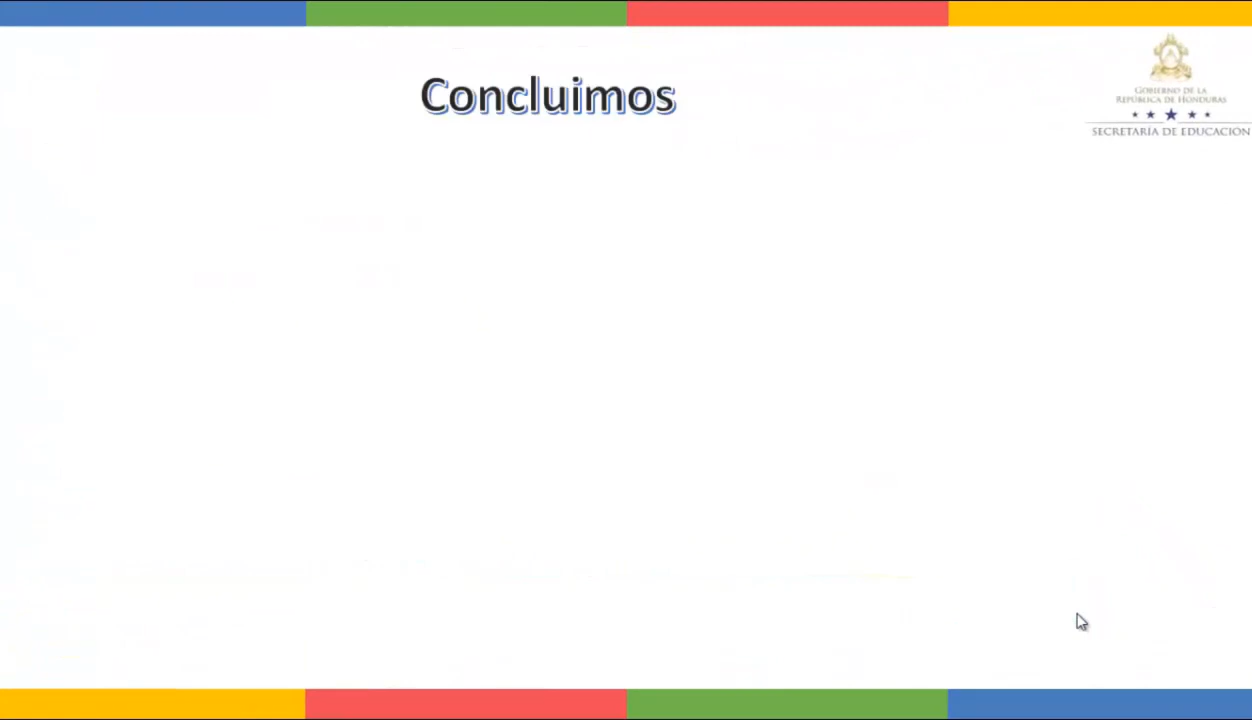 Concluimos
GOBIERNO DE LA
REPÚBLICA DE HONDURAS
SECRETARÍA DE EDUCACIÓN